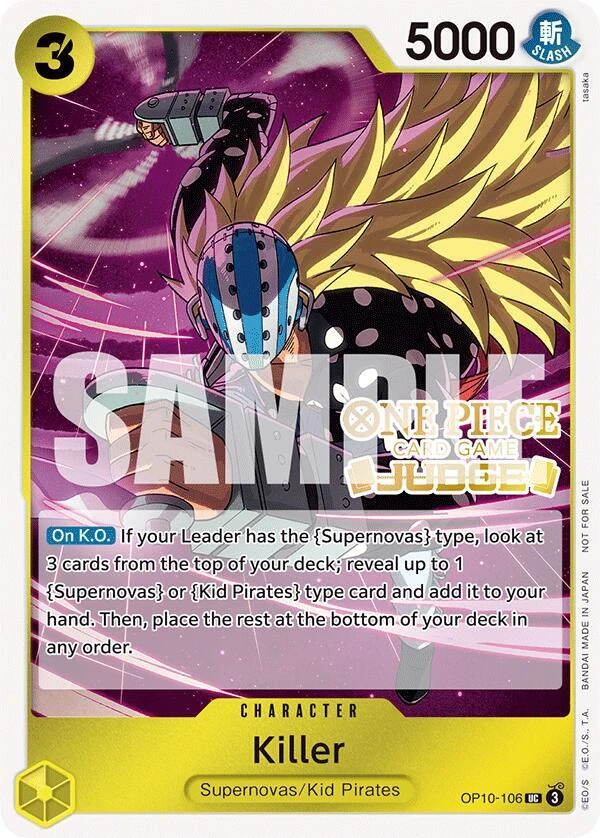 3
5000
斬
SLASH
tasaka
SAMPLE
ONE PIECE
CARD GAME
JUDGE
On K.O. If your Leader has the {Supernovas} type, look at
3 cards from the top of your deck; reveal up to 1
{Supernovas} or {Kid Pirates} type card and add it to your
hand. Then, place the rest at the bottom of your deck in
any order.
CHARACTER
Killer
Supernovas/Kid Pirates
OP10-106 UC 3
©EO/S ©E.O./S., T.A. BANDAI MADE IN JAPAN NOT FOR SALE